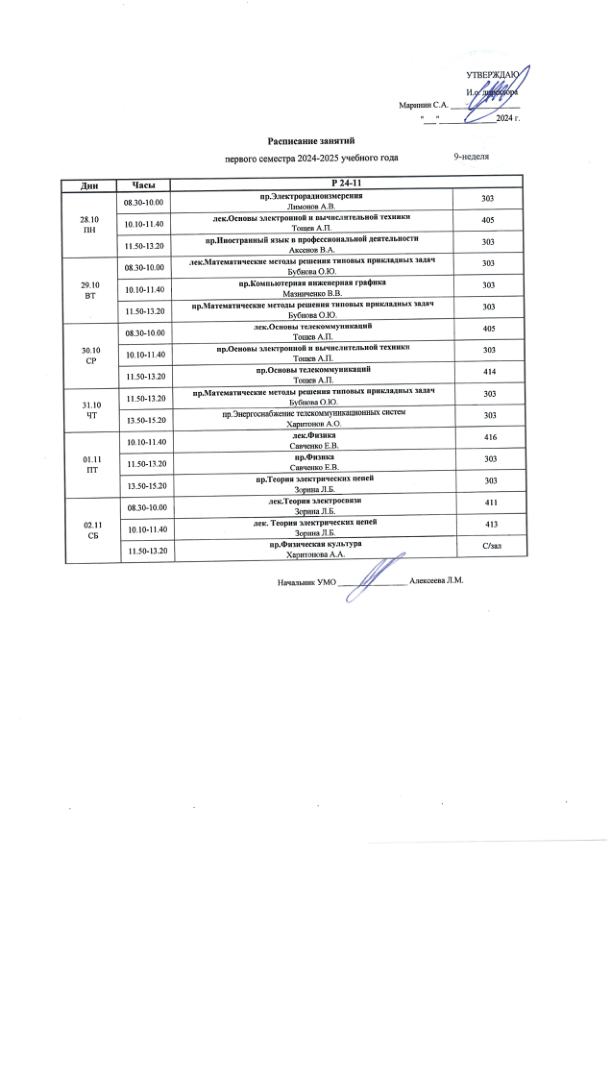 УТВЕРЖДАЮ
И.о. директора
Маринин С.А. ____________
"___"______________2024 г.
Расписание занятий
первого семестра 2024-2025 учебного года 9-неделя
Дни Часы Р 24-11
28.10
ПН
08.30-10.00 пр.Электрорадиоизмерения 303
Лимонов А.В.
10.10-11.40 лек.Основы электронной и вычислительной техники 405
Тощев А.П.
11.50-13.20 пр.Иностранный язык в профессиональной деятельности 303
Аксенов В.А.
29.10
ВТ
08.30-10.00 лек.Математические методы решения типовых прикладных задач 303
Бубнова О.Ю.
10.10-11.40 пр.Компьютерная инженерная графика 303
Мазниченко В.В.
11.50-13.20 пр.Математические методы решения типовых прикладных задач 303
Бубнова О.Ю.
30.10
СР
08.30-10.00 лек.Основы телекоммуникаций 405
Тощев А.П.
10.10-11.40 пр.Основы электронной и вычислительной техники 303
Тощев А.П.
11.50-13.20 пр.Основы телекоммуникаций 414
Тощев А.П.
31.10
ЧТ
11.50-13.20 пр.Математические методы решения типовых прикладных задач 303
Бубнова О.Ю.
13.50-15.20 пр.Энергоснабжение телекоммуникационных систем 303
Харитонов А.О.
01.11
ПТ
10.10-11.40 лек.Физика 416
Савченко Е.В.
11.50-13.20 пр.Физика 303
Савченко Е.В.
13.50-15.20 пр.Теория электрических цепей 303
Зорина Л.Б.
02.11
СБ
08.30-10.00 лек.Теория электросвязи 411
Зорина Л.Б.
10.10-11.40 лек. Теория электрических цепей 413
Зорина Л.Б.
11.50-13.20 пр.Физическая культура С/зал
Харитонова А.А.
Начальник УМО ________________ Алексеева Л.М.